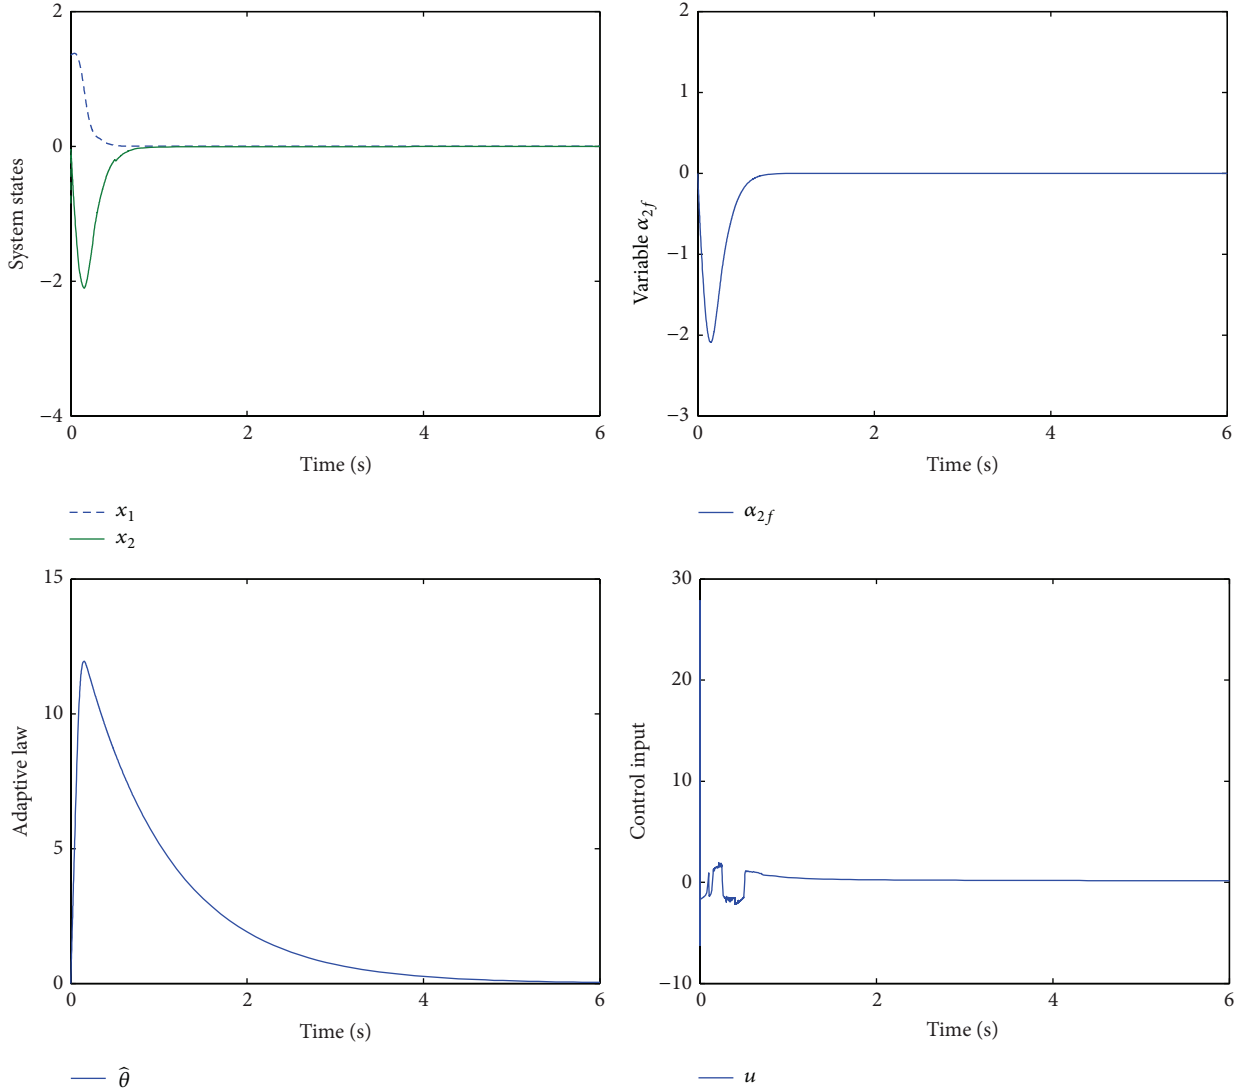 2
0
−2
−4
System states
0
2
4
6
Time (s)
x1
x2
2
1
0
−1
−2
−3
Variable α2f
0
2
4
6
Time (s)
α2f
15
10
5
0
Adaptive law
0
2
4
6
Time (s)
θ̂
30
20
10
0
−10
Control input
0
2
4
6
Time (s)
u